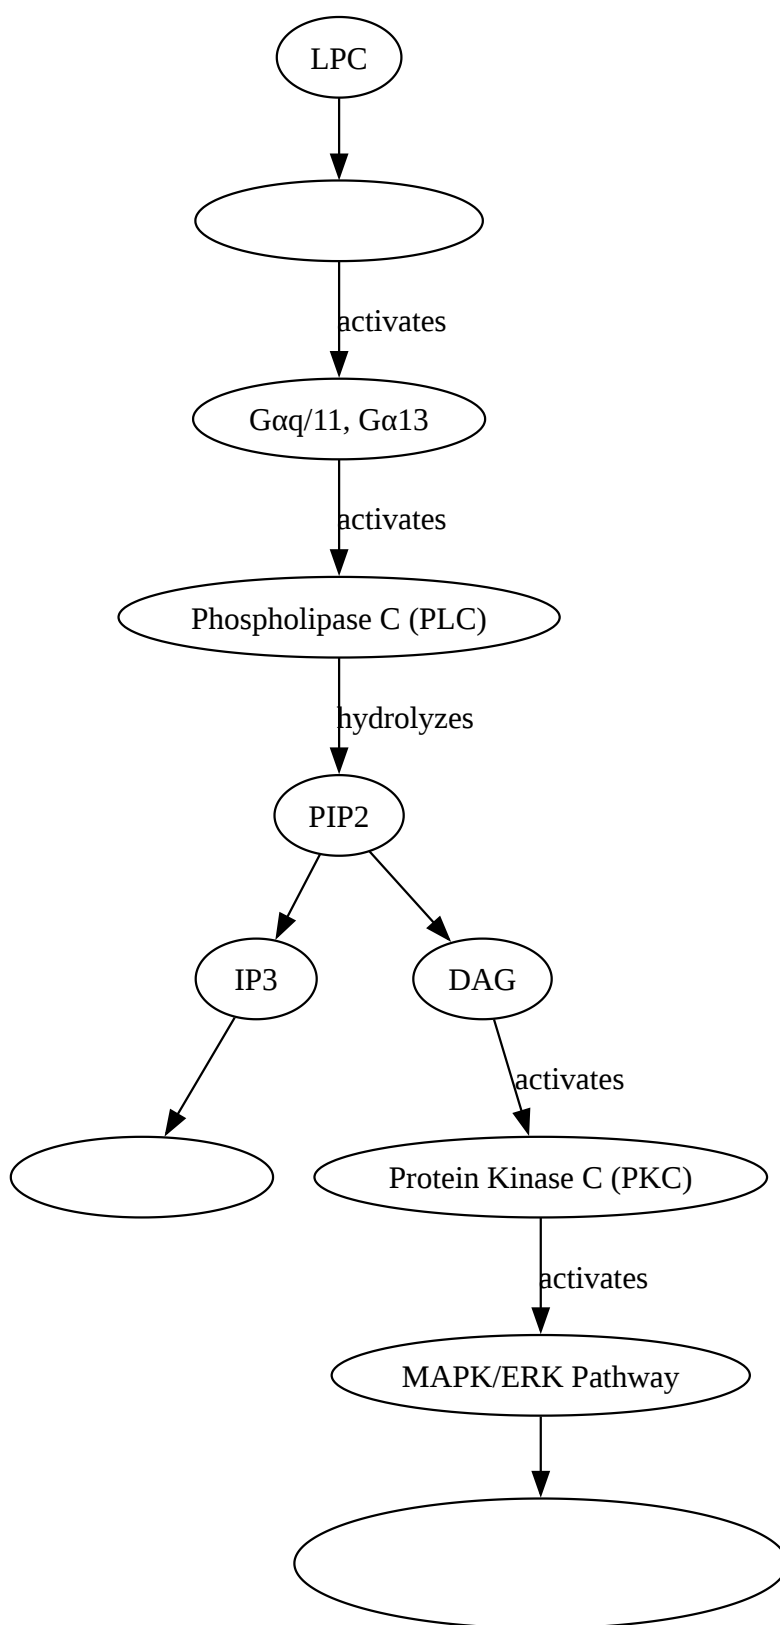 LPC
activates
Gαq/11, Gα13
activates
Phospholipase C (PLC)
hydrolyzes
PIP2
IP3
DAG
activates
Protein Kinase C (PKC)
activates
MAPK/ERK Pathway